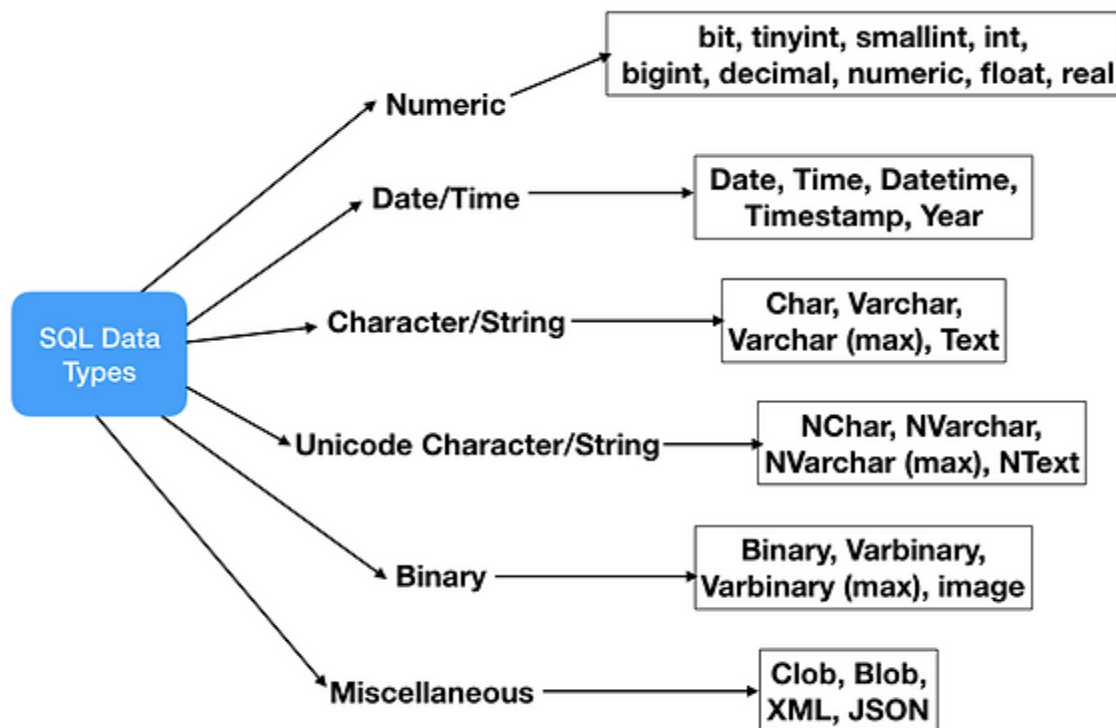 bit, tinyint, smallint, int,
bigint, decimal, numeric, float, real
Numeric
Date/Time
Date, Time, Datetime,
Timestamp, Year
SQL Data
Types
Character/String
Char, Varchar,
Varchar (max), Text
Unicode Character/String
NChar, NVarchar,
NVarchar (max), NText
Binary
Binary, Varbinary,
Varbinary (max), image
Miscellaneous
Clob, Blob,
XML, JSON